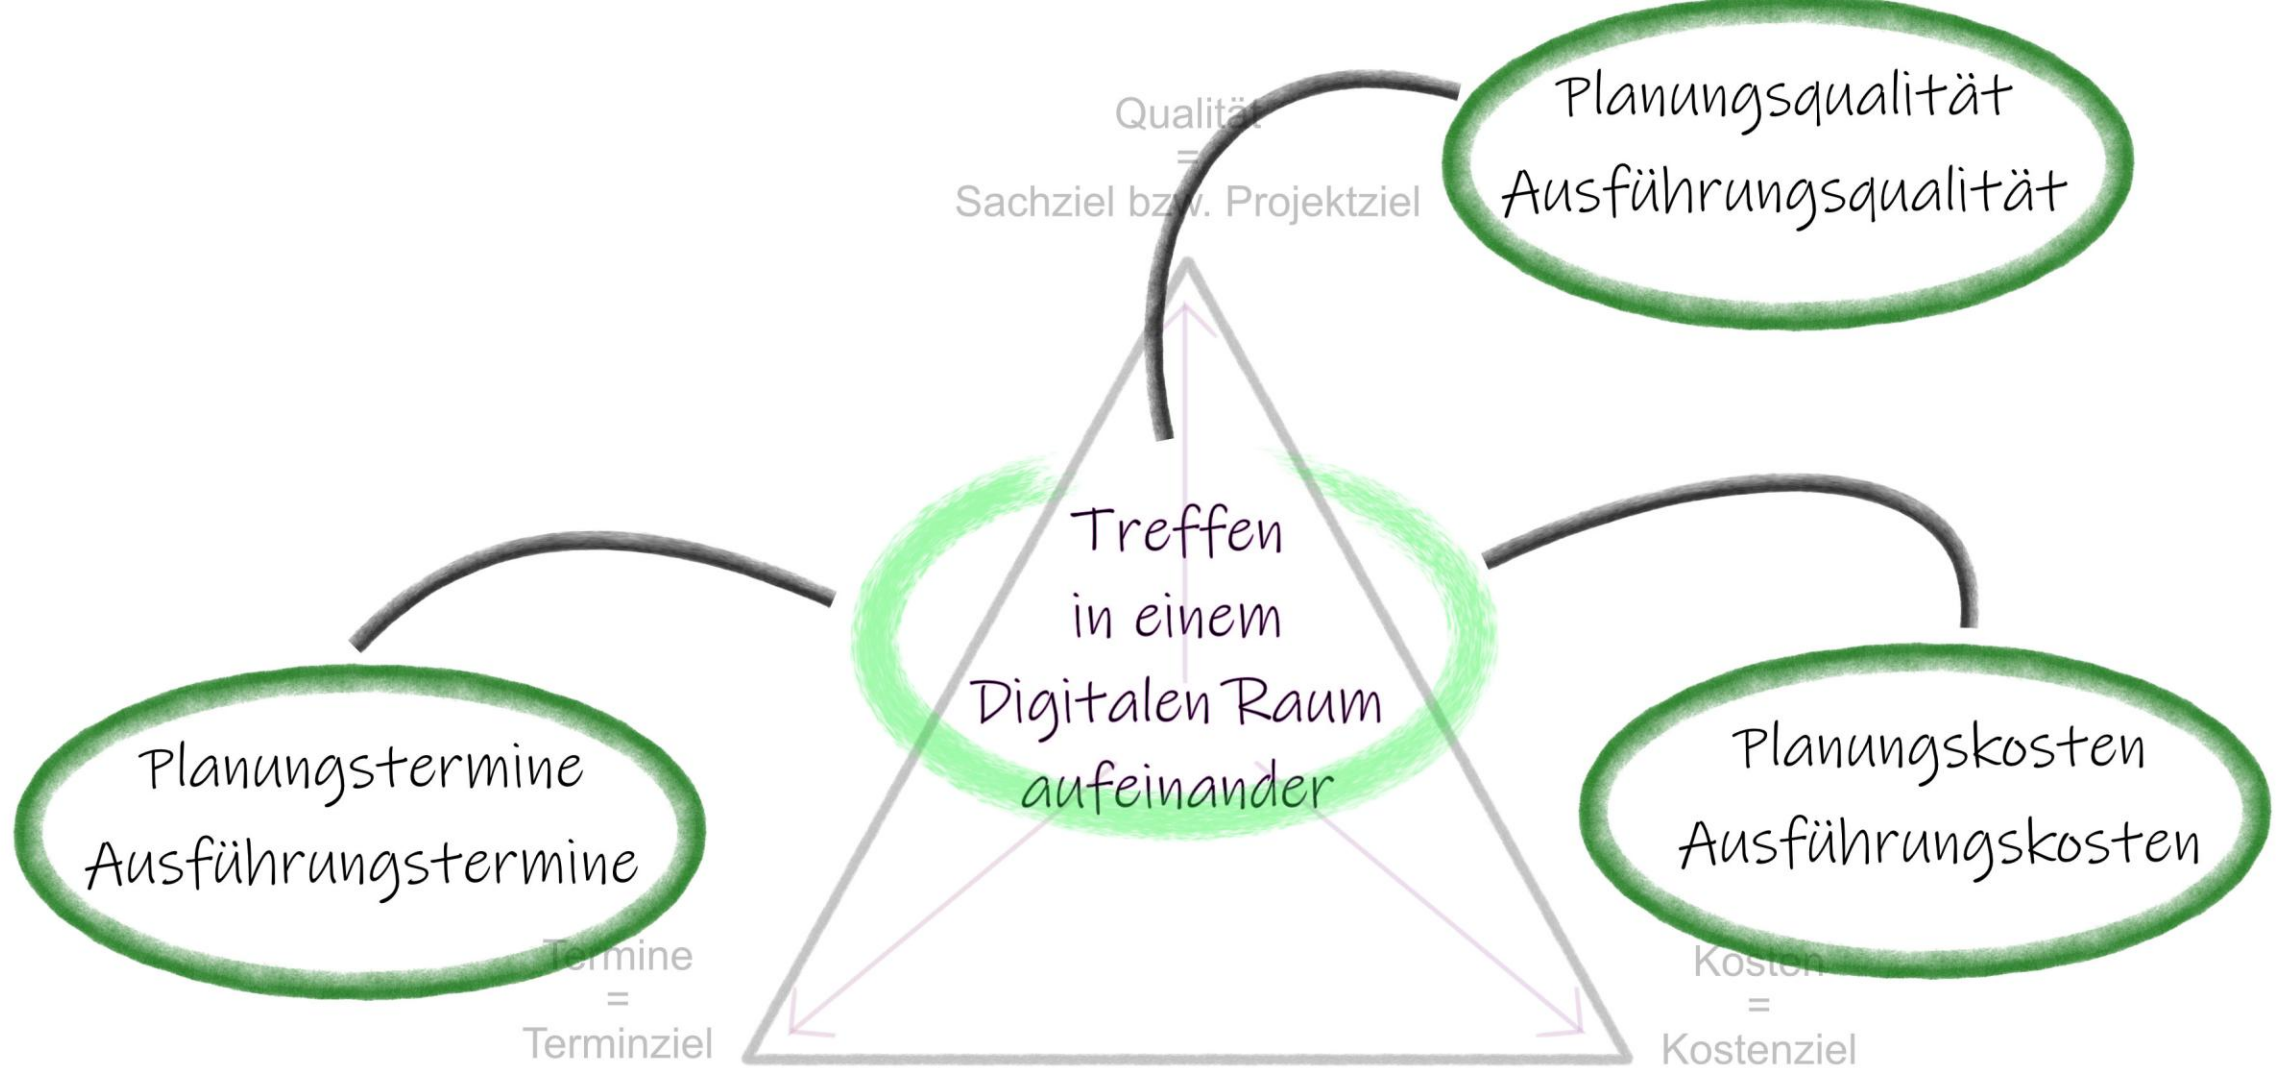 Planungsqualität
Ausführungsqualität
Qualität
=
Sachziel bzw. Projektziel
Treffen
in einem
Digitalen Raum
aufeinander
Planungstermine
Ausführungstermine
Termine
=
Terminziel
Planungskosten
Ausführungskosten
Kosten
=
Kostenziel